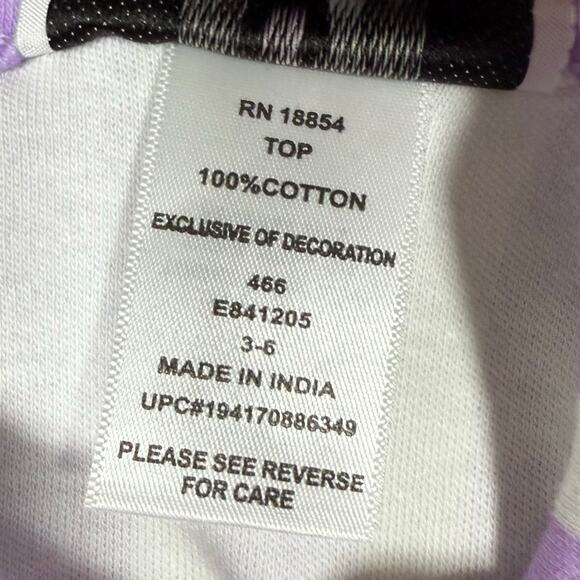 RN 18854
TOP
100%COTTON
EXCLUSIVE OF DECORATION
466
E841205
3-6
MADE IN INDIA
UPC#194170886349
PLEASE SEE REVERSE
FOR CARE